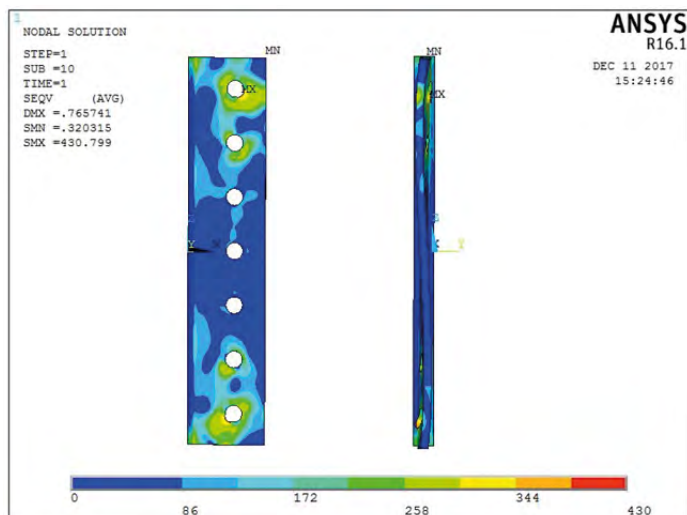 1
NODAL SOLUTION
STEP=1
SUB =10
TIME=1
SEQV (AVG)
DMX =.765741
SMN =.320315
SMX =430.799
ANSYS
R16.1
DEC 11 2017
15:24:46
MN
MX
MN
MX
Y
X
0
86
172
258
344
430